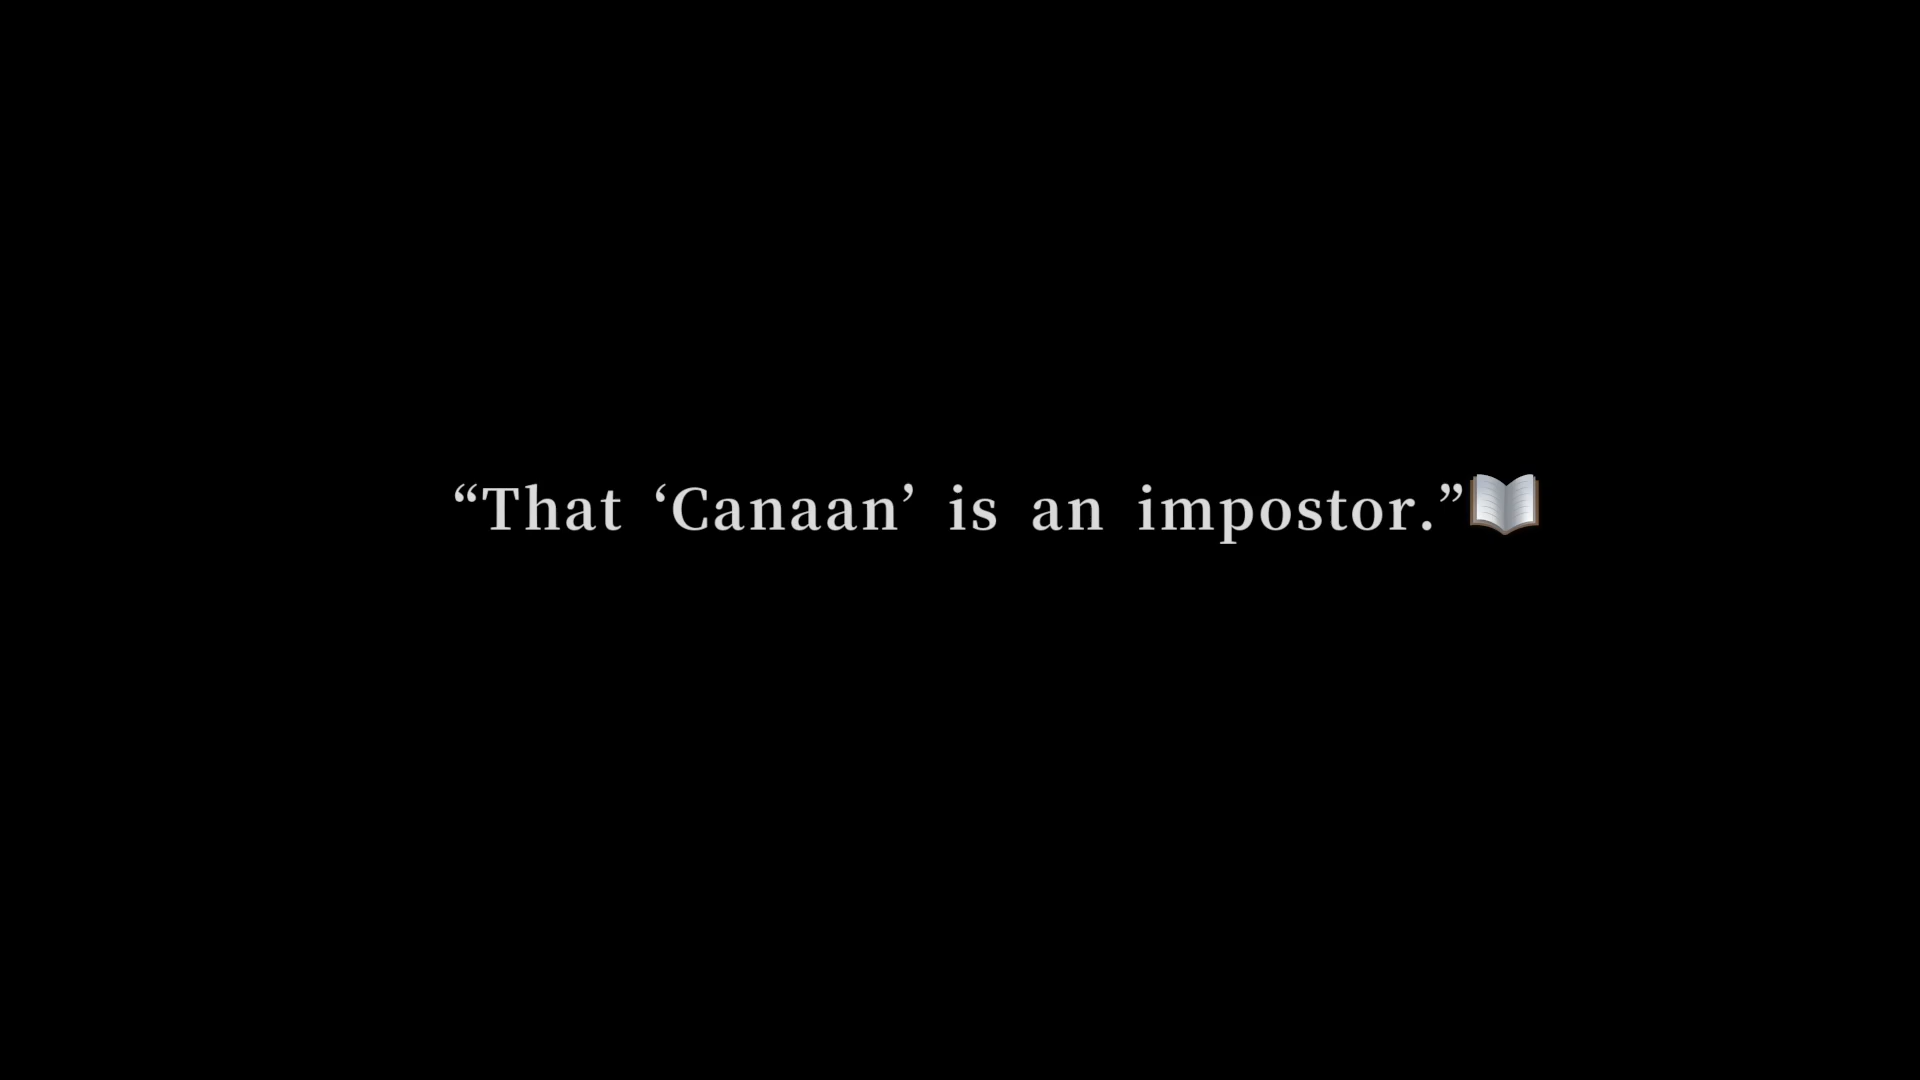 “That ‘Canaan’ is an impostor.”